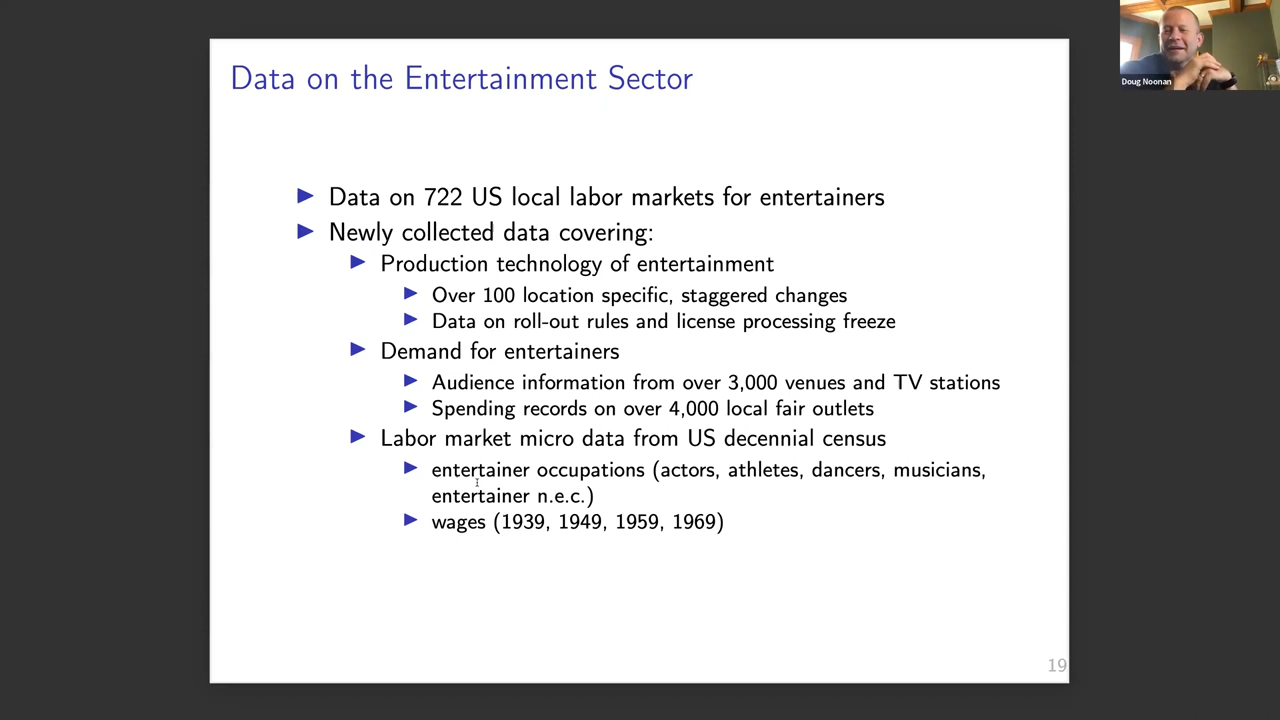 Data on the Entertainment Sector
Doug Noonan
▶ Data on 722 US local labor markets for entertainers
▶ Newly collected data covering:
▶ Production technology of entertainment
▶ Over 100 location specific, staggered changes
▶ Data on roll-out rules and license processing freeze
▶ Demand for entertainers
▶ Audience information from over 3,000 venues and TV stations
▶ Spending records on over 4,000 local fair outlets
▶ Labor market micro data from US decennial census
▶ entertainer occupations (actors, athletes, dancers, musicians,
entertainer n.e.c.)
▶ wages (1939, 1949, 1959, 1969)
19